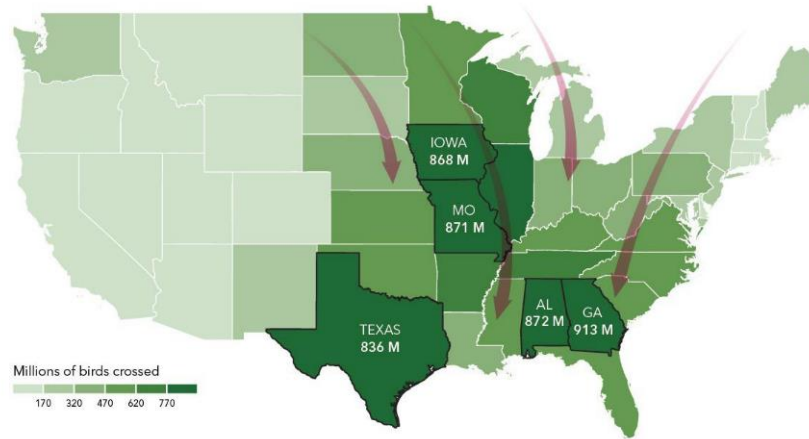 IOWA
868 M
MO
871 M
TEXAS
836 M
AL
872 M
GA
913 M
Millions of birds crossed
170 320 470 620 770